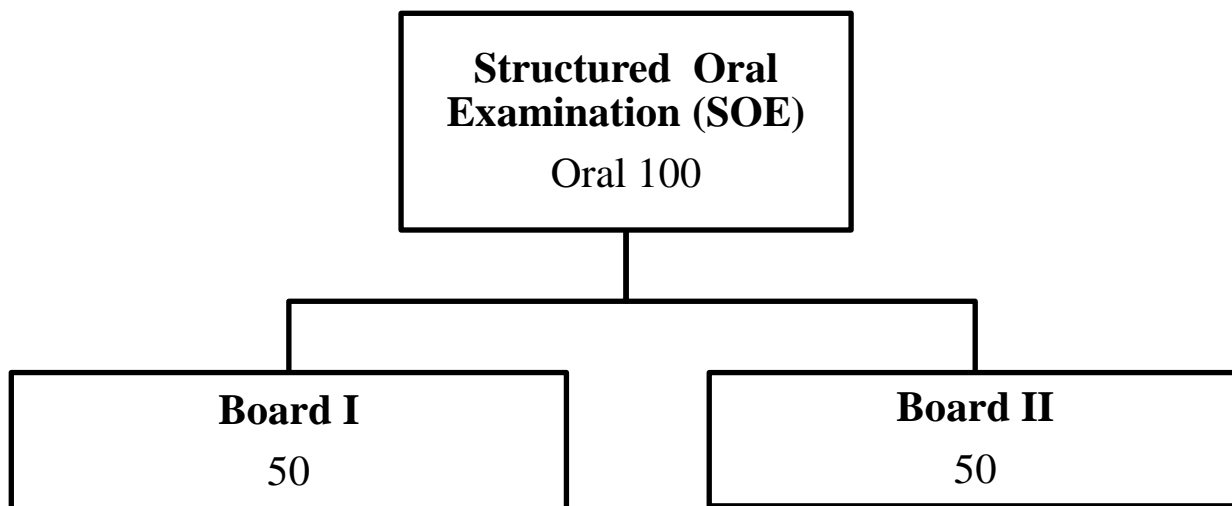 Structured Oral
Examination (SOE)
Oral 100
Board I
50
Board II
50